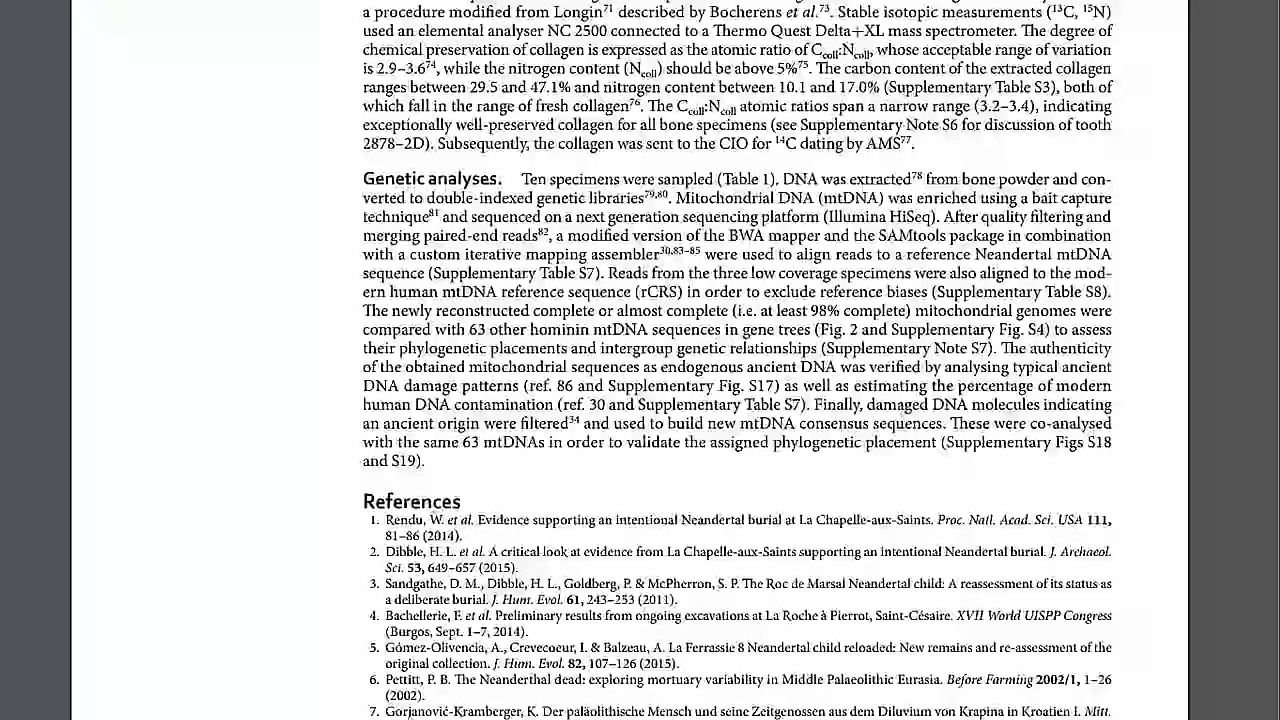 a procedure modified from Longin71 described by Bocherens et al.73. Stable isotopic measurements (13C, 15N)
used an elemental analyser NC 2500 connected to a Thermo Quest Delta+XL mass spectrometer. The degree of
chemical preservation of collagen is expressed as the atomic ratio of Ccoll:Ncoll, whose acceptable range of variation
is 2.9–3.674, while the nitrogen content (Ncoll) should be above 5%75. The carbon content of the extracted collagen
ranges between 29.5 and 47.1% and nitrogen content between 10.1 and 17.0% (Supplementary Table S3), both of
which fall in the range of fresh collagen76. The Ccoll:Ncoll atomic ratios span a narrow range (3.2–3.4), indicating
exceptionally well-preserved collagen for all bone specimens (see Supplementary Note S6 for discussion of tooth
2878–2D). Subsequently, the collagen was sent to the CIO for 14C dating by AMS77.
Genetic analyses. Ten specimens were sampled (Table 1). DNA was extracted78 from bone powder and con-
verted to double-indexed genetic libraries79,80. Mitochondrial DNA (mtDNA) was enriched using a bait capture
technique81 and sequenced on a next generation sequencing platform (Illumina HiSeq). After quality filtering and
merging paired-end reads82, a modified version of the BWA mapper and the SAMtools package in combination
with a custom iterative mapping assembler30,83–85 were used to align reads to a reference Neandertal mtDNA
sequence (Supplementary Table S7). Reads from the three low coverage specimens were also aligned to the mod-
ern human mtDNA reference sequence (rCRS) in order to exclude reference biases (Supplementary Table S8).
The newly reconstructed complete or almost complete (i.e. at least 98% complete) mitochondrial genomes were
compared with 63 other hominin mtDNA sequences in gene trees (Fig. 2 and Supplementary Fig. S4) to assess
their phylogenetic placements and intergroup genetic relationships (Supplementary Note S7). The authenticity
of the obtained mitochondrial sequences as endogenous ancient DNA was verified by analysing typical ancient
DNA damage patterns (ref. 86 and Supplementary Fig. S17) as well as estimating the percentage of modern
human DNA contamination (ref. 30 and Supplementary Table S7). Finally, damaged DNA molecules indicating
an ancient origin were filtered34 and used to build new mtDNA consensus sequences. These were co-analysed
with the same 63 mtDNAs in order to validate the assigned phylogenetic placement (Supplementary Figs S18
and S19).
References
1. Rendu, W. et al. Evidence supporting an intentional Neandertal burial at La Chapelle-aux-Saints. Proc. Natl. Acad. Sci. USA 111,
81–86 (2014).
2. Dibble, H. L. et al. A critical look at evidence from La Chapelle-aux-Saints supporting an intentional Neandertal burial. J. Archaeol.
Sci. 53, 649–657 (2015).
3. Sandgathe, D. M., Dibble, H. L., Goldberg, P. & McPherron, S. P. The Roc de Marsal Neandertal child: A reassessment of its status as
a deliberate burial. J. Hum. Evol. 61, 243–253 (2011).
4. Bachellerie, F. et al. Preliminary results from ongoing excavations at La Roche à Pierrot, Saint-Césaire. XVII World UISPP Congress
(Burgos, Sept. 1–7, 2014).
5. Gómez-Olivencia, A., Crevecoeur, I. & Balzeau, A. La Ferrassie 8 Neandertal child reloaded: New remains and re-assessment of the
original collection. J. Hum. Evol. 82, 107–126 (2015).
6. Pettitt, P. B. The Neanderthal dead: exploring mortuary variability in Middle Palaeolithic Eurasia. Before Farming 2002/1, 1–26
(2002).
7. Gorjanović-Kramberger, K. Der paläolithische Mensch und seine Zeitgenossen aus dem Diluvium von Krapina in Kroatien I. Mitt.